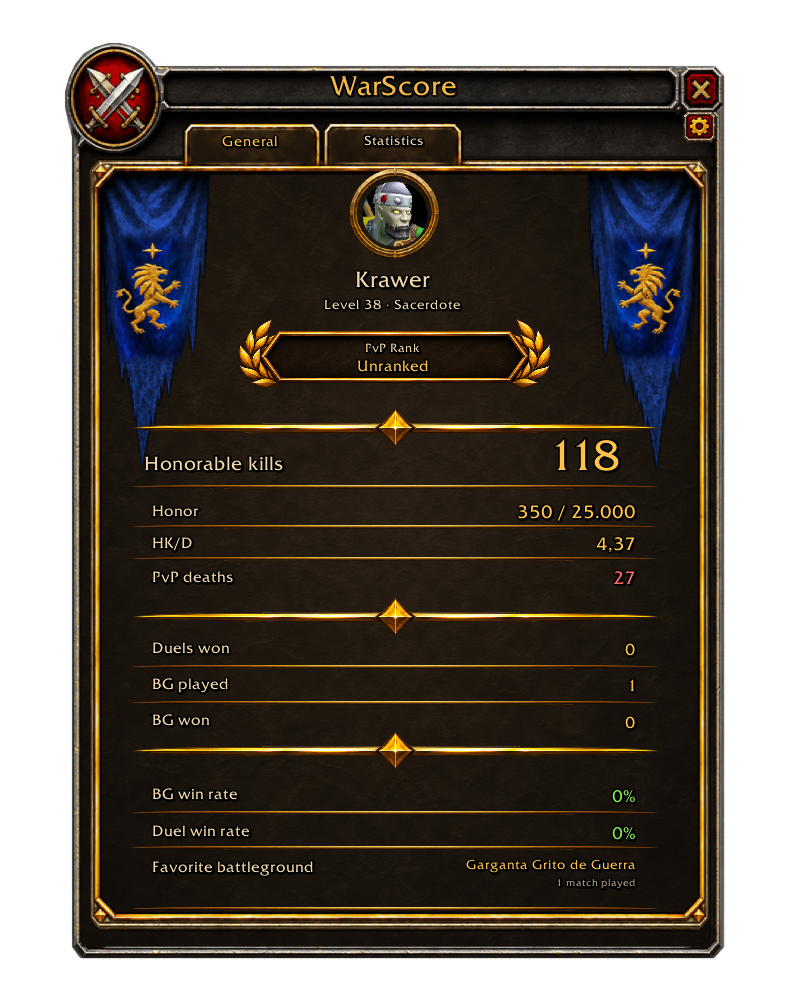 WarScore
General
Statistics
Krawer
Level 38 · Sacerdote
PvP Rank
Unranked
Honorable kills 118
Honor 350 / 25.000
HK/D 4,37
PvP deaths 27
Duels won 0
BG played 1
BG won 0
BG win rate 0%
Duel win rate 0%
Favorite battleground Garganta Grito de Guerra
1 match played